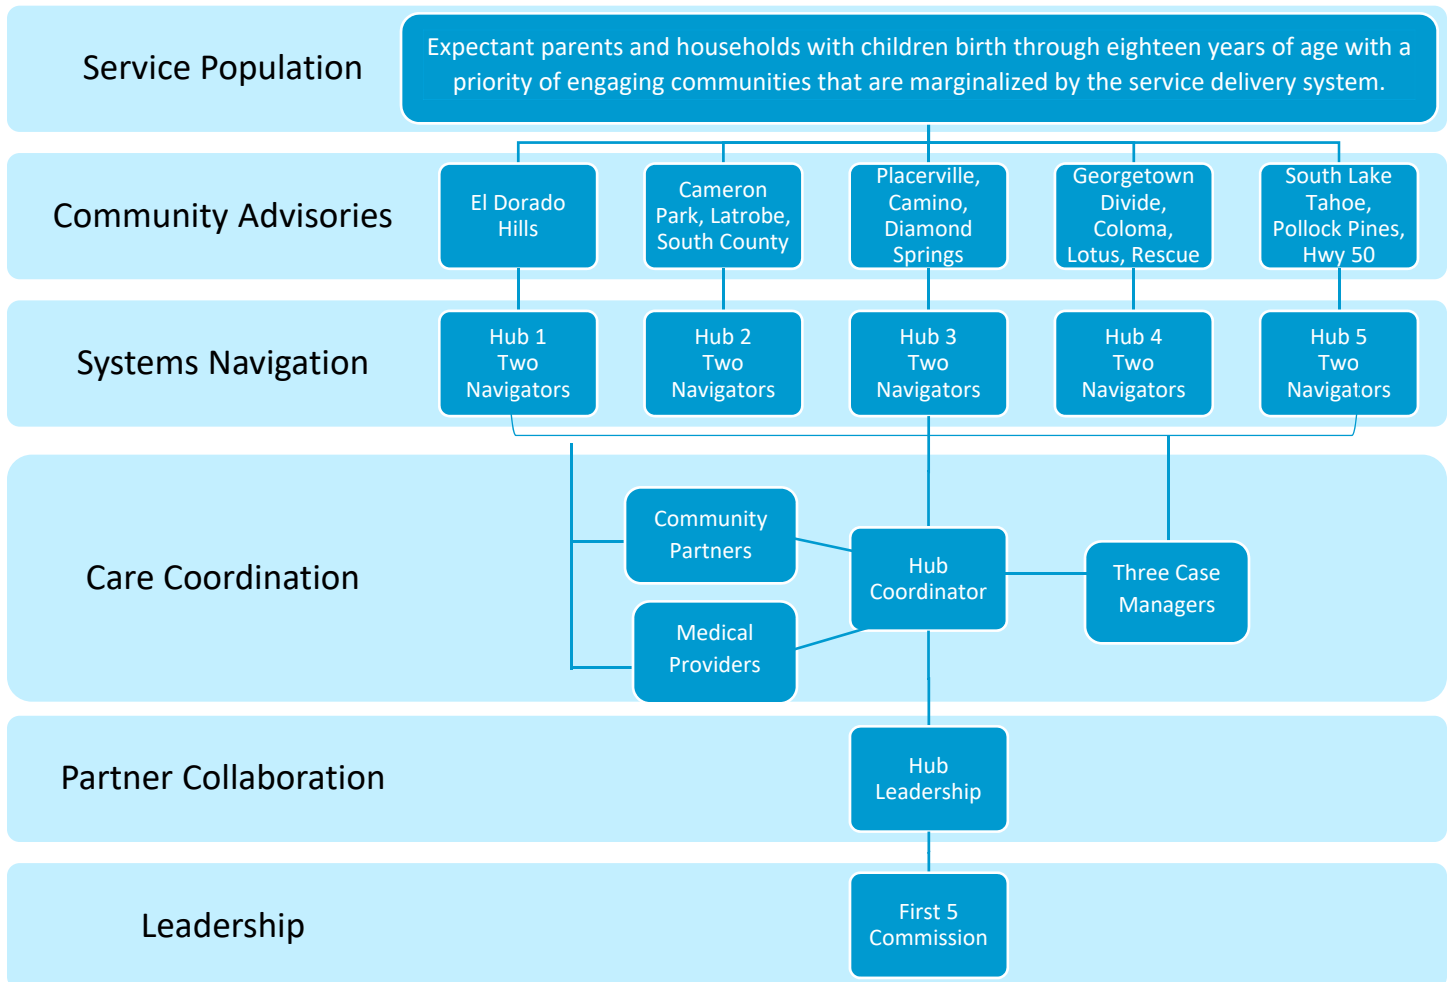 Service Population
Expectant parents and households with children birth through eighteen years of age with a
priority of engaging communities that are marginalized by the service delivery system.
Community Advisories
El Dorado
Hills
Cameron
Park, Latrobe,
South County
Placerville,
Camino,
Diamond
Springs
Georgetown
Divide,
Coloma,
Lotus, Rescue
South Lake
Tahoe,
Pollock Pines,
Hwy 50
Systems Navigation
Hub 1
Two
Navigators
Hub 2
Two
Navigators
Hub 3
Two
Navigators
Hub 4
Two
Navigators
Hub 5
Two
Navigators
Care Coordination
Community
Partners
Medical
Providers
Hub
Coordinator
Three Case
Managers
Partner Collaboration
Hub
Leadership
Leadership
First 5
Commission